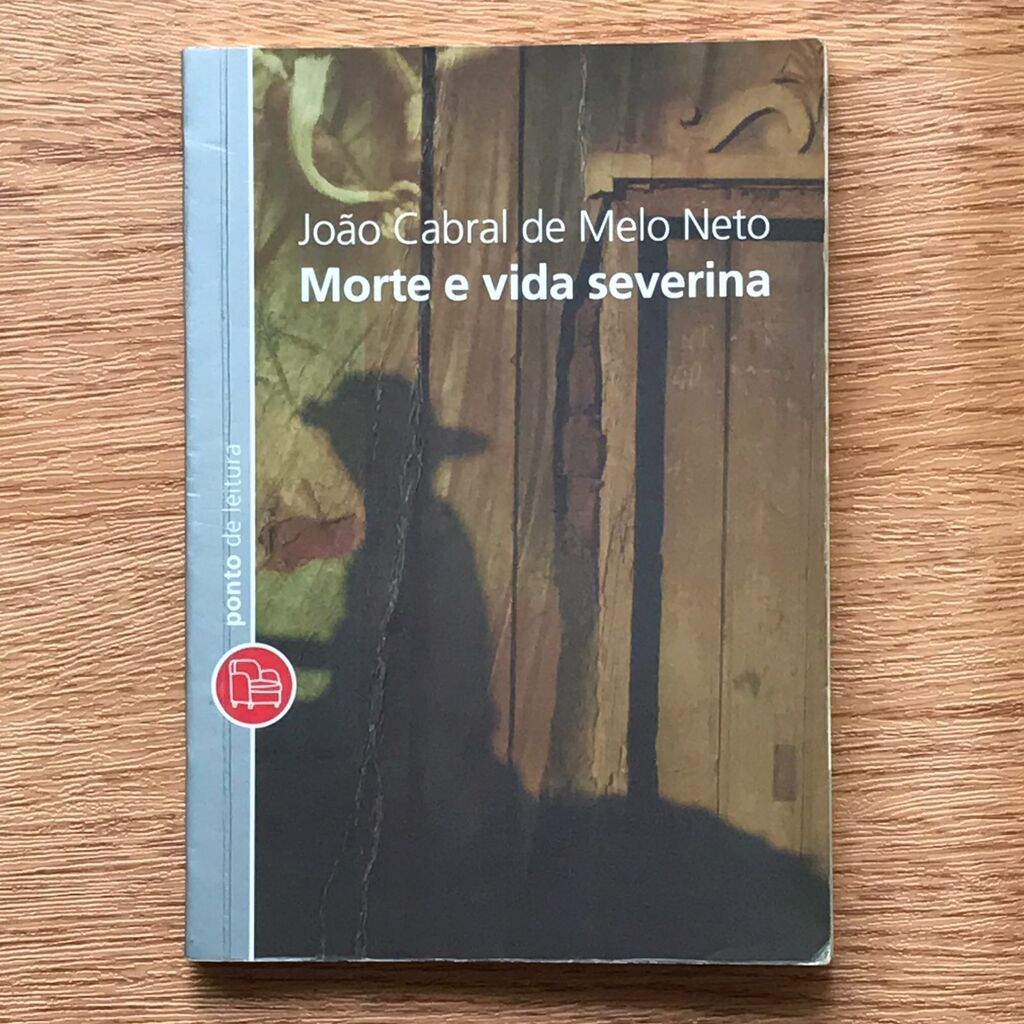 João Cabral de Melo Neto
Morte e vida severina
ponto de leitura